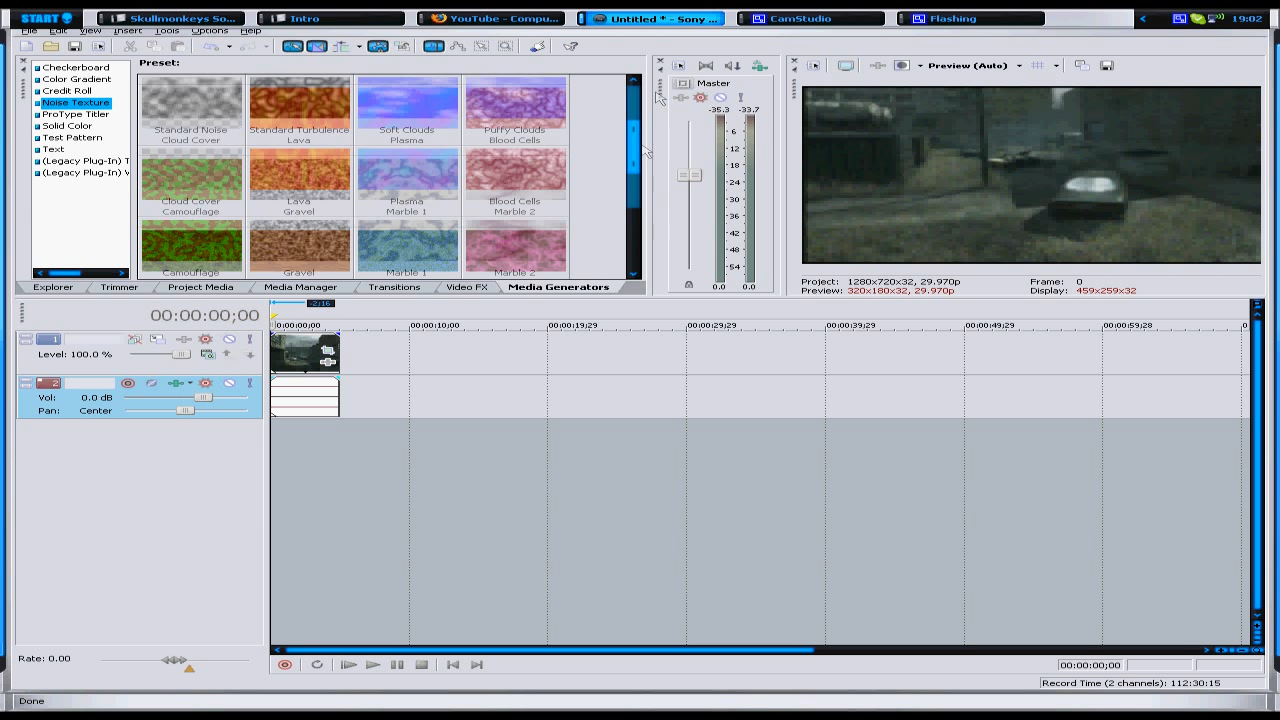 START
Skullmonkeys So...
Intro
YouTube - Compu...
Untitled * - Sony ...
CamStudio
Flashing
19:02
File Edit View Insert Tools Options Help
Preset:
Checkerboard
Color Gradient
Credit Roll
Noise Texture
ProType Titler
Solid Color
Test Pattern
Text
(Legacy Plug-In) T
(Legacy Plug-In) V
Standard Noise
Standard Turbulence
Soft Clouds
Puffy Clouds
Cloud Cover
Lava
Plasma
Blood Cells
Cloud Cover
Lava
Plasma
Blood Cells
Camouflage
Gravel
Marble 1
Marble 2
Camouflage
Gravel
Marble 1
Marble 2
Master
-35.3 -33.7
6
12
18
24
30
36
42
48
54
0.0 0.0
Preview (Auto)
Project: 1280x720x32, 29.970p
Frame: 0
Preview: 320x180x32, 29.970p
Display: 459x259x32
Explorer
Trimmer
Project Media
Media Manager
Transitions
Video FX
Media Generators
00:00:00;00
-2:16
0:00:00;00
00:00:10;00
00:00:19;29
00:00:29;29
00:00:39;29
00:00:49;29
00:00:59;28
0
1
Level: 100.0 %
2
Vol: 0.0 dB
Pan: Center
Rate: 0.00
00:00:00;00
Record Time (2 channels): 112:30:15
Done